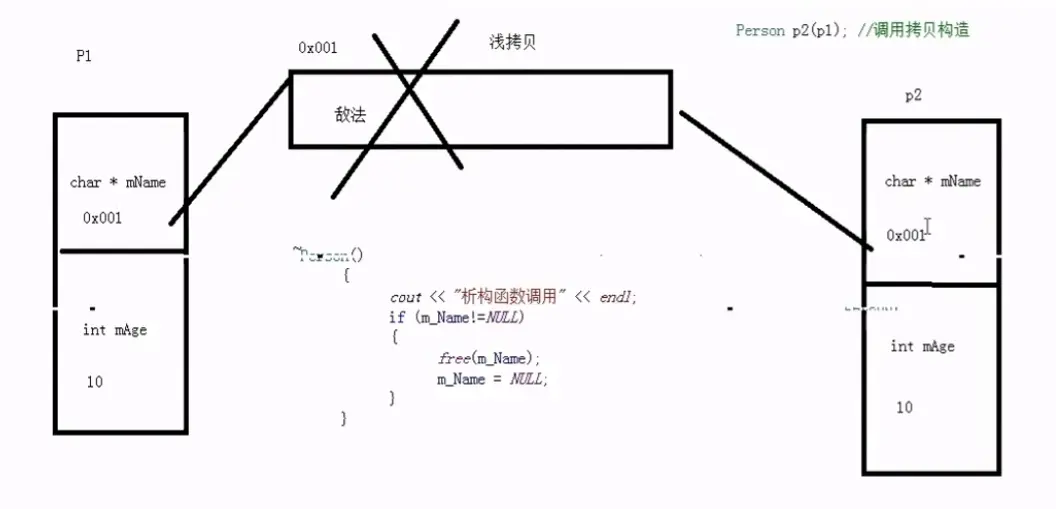 P1
0x001
浅拷贝
Person p2(p1); //调用拷贝构造
敌法
p2
char * mName
0x001
char * mName
0x001
~Person()
{
cout << "析构函数调用" << endl;
if (m_Name!=NULL)
{
free(m_Name);
m_Name = NULL;
}
}
int mAge
10
int mAge
10